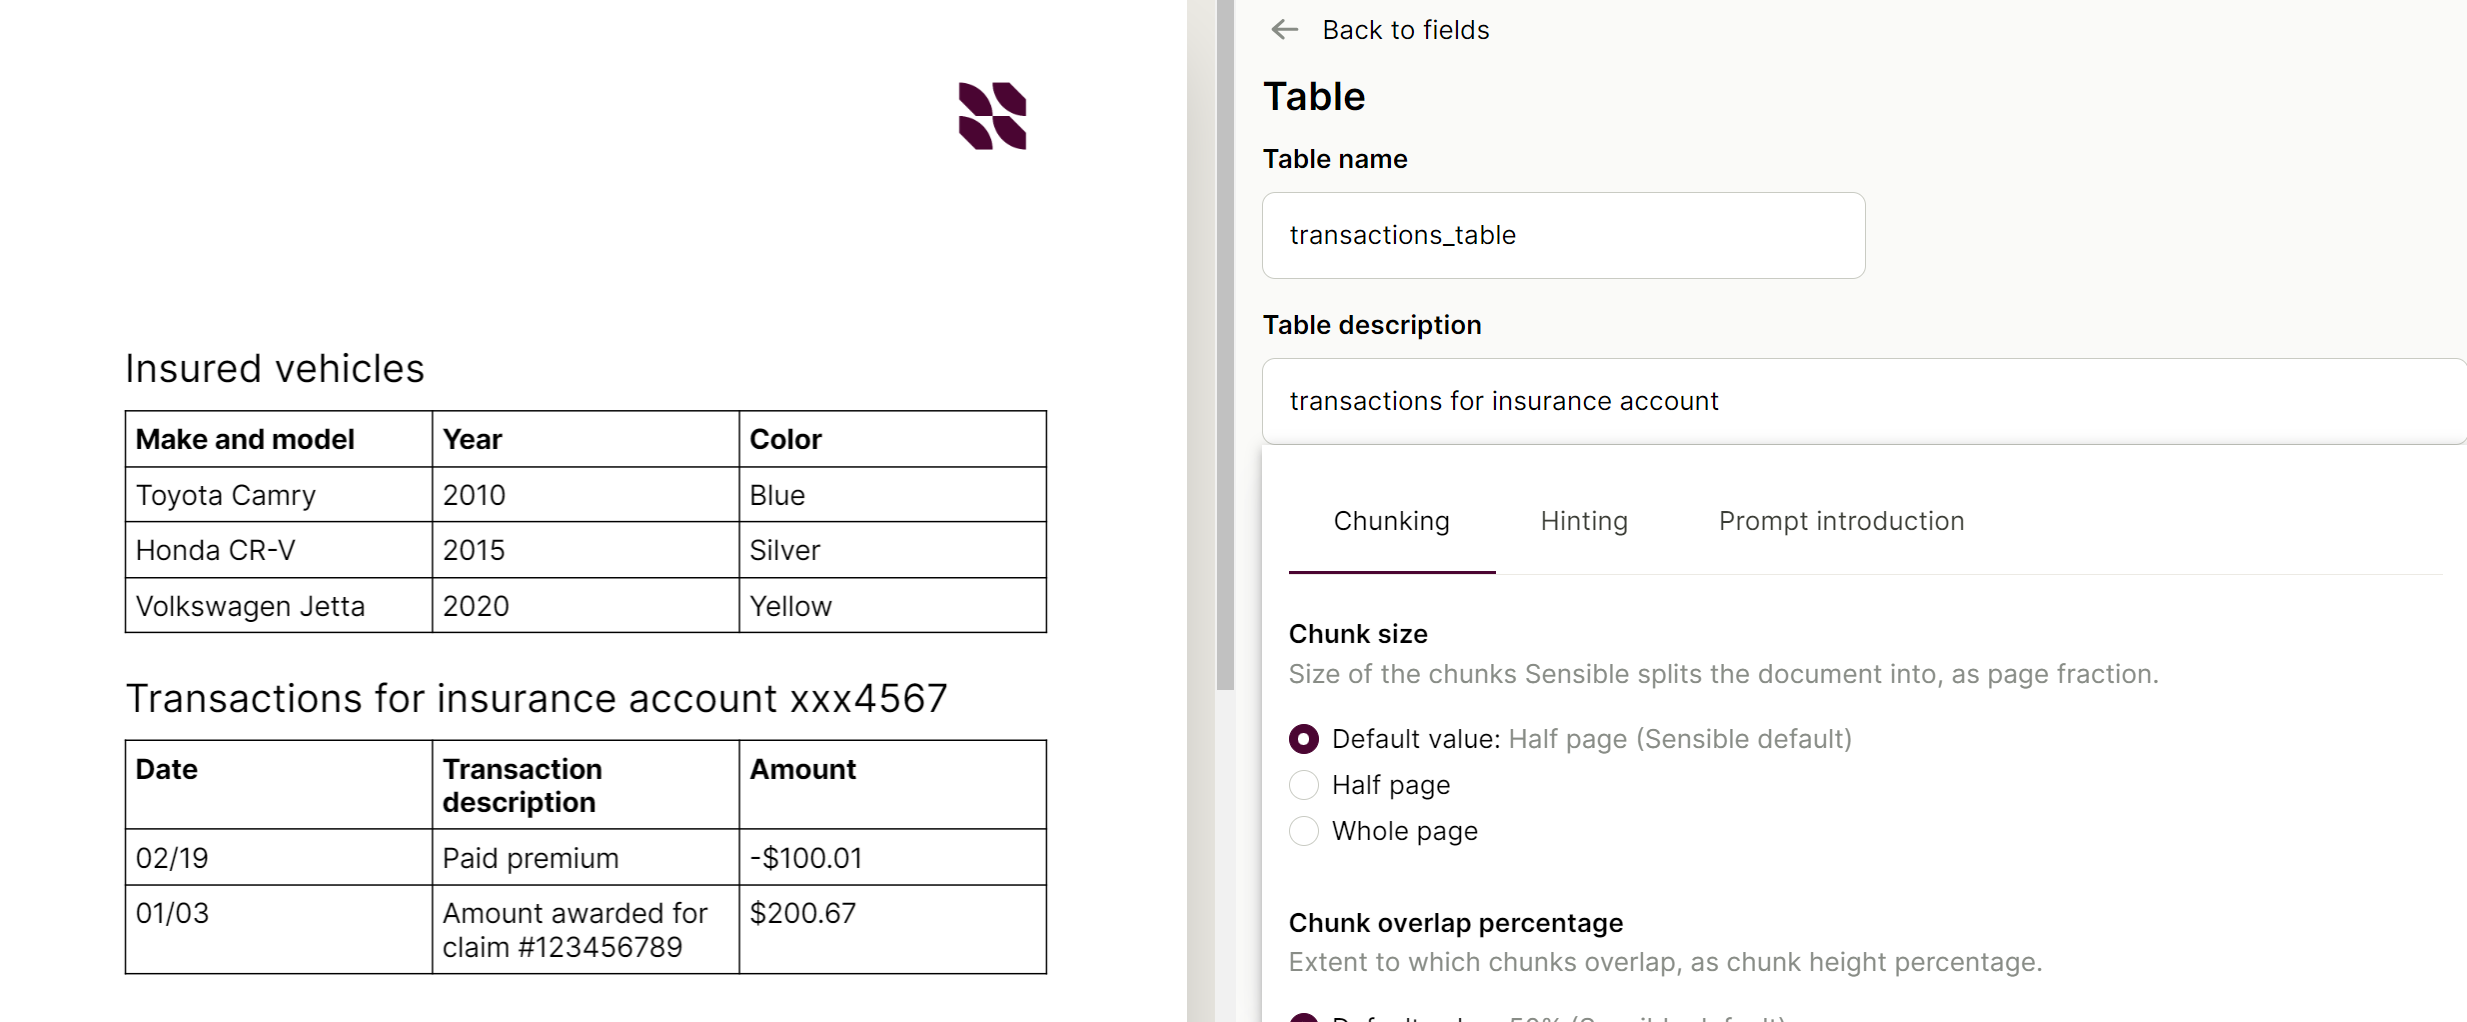 Insured vehicles
Make and model Year Color
Toyota Camry 2010 Blue
Honda CR-V 2015 Silver
Volkswagen Jetta 2020 Yellow
Transactions for insurance account xxx4567
Date Transaction description Amount
02/19 Paid premium -$100.01
01/03 Amount awarded for claim #123456789 $200.67
Back to fields
Table
Table name
transactions_table
Table description
transactions for insurance account
Chunking Hinting Prompt introduction
Chunk size
Size of the chunks Sensible splits the document into, as page fraction.
Default value: Half page (Sensible default)
Half page
Whole page
Chunk overlap percentage
Extent to which chunks overlap, as chunk height percentage.